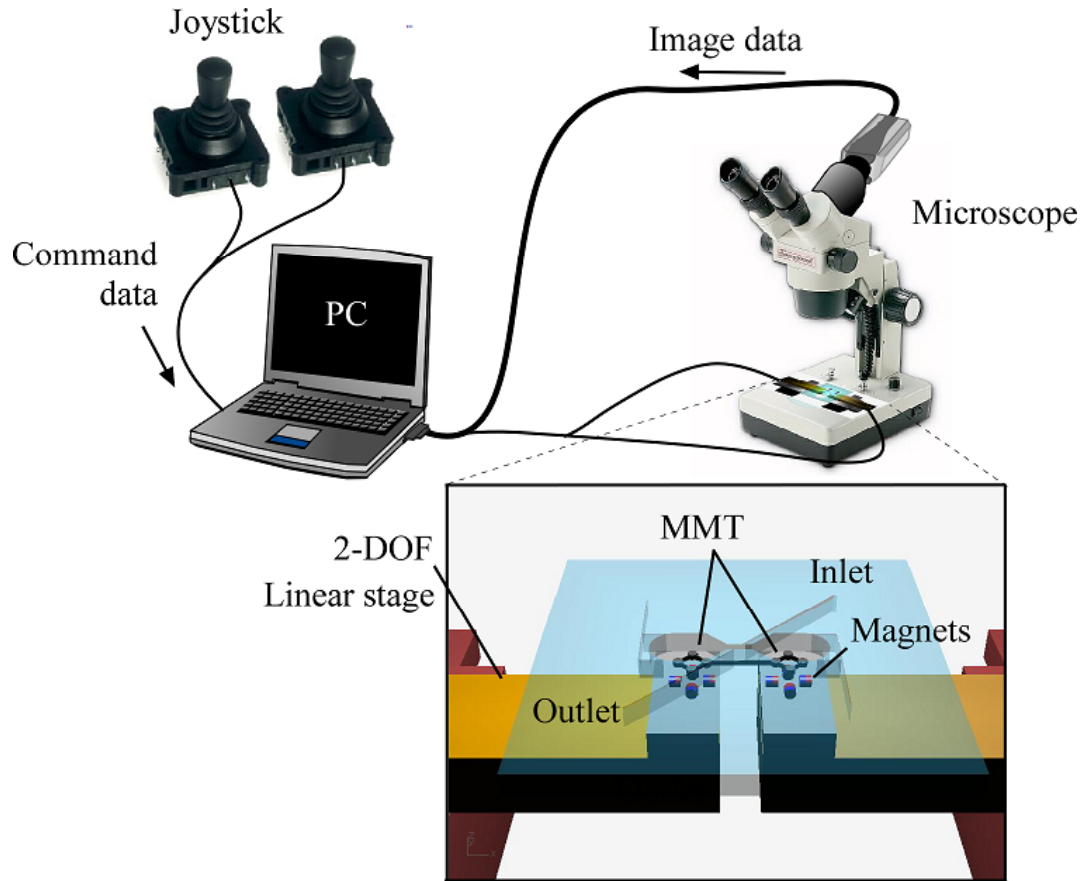 Joystick
Image data
Microscope
Command
data
PC
MMT
2-DOF
Linear stage
Inlet
Magnets
Outlet